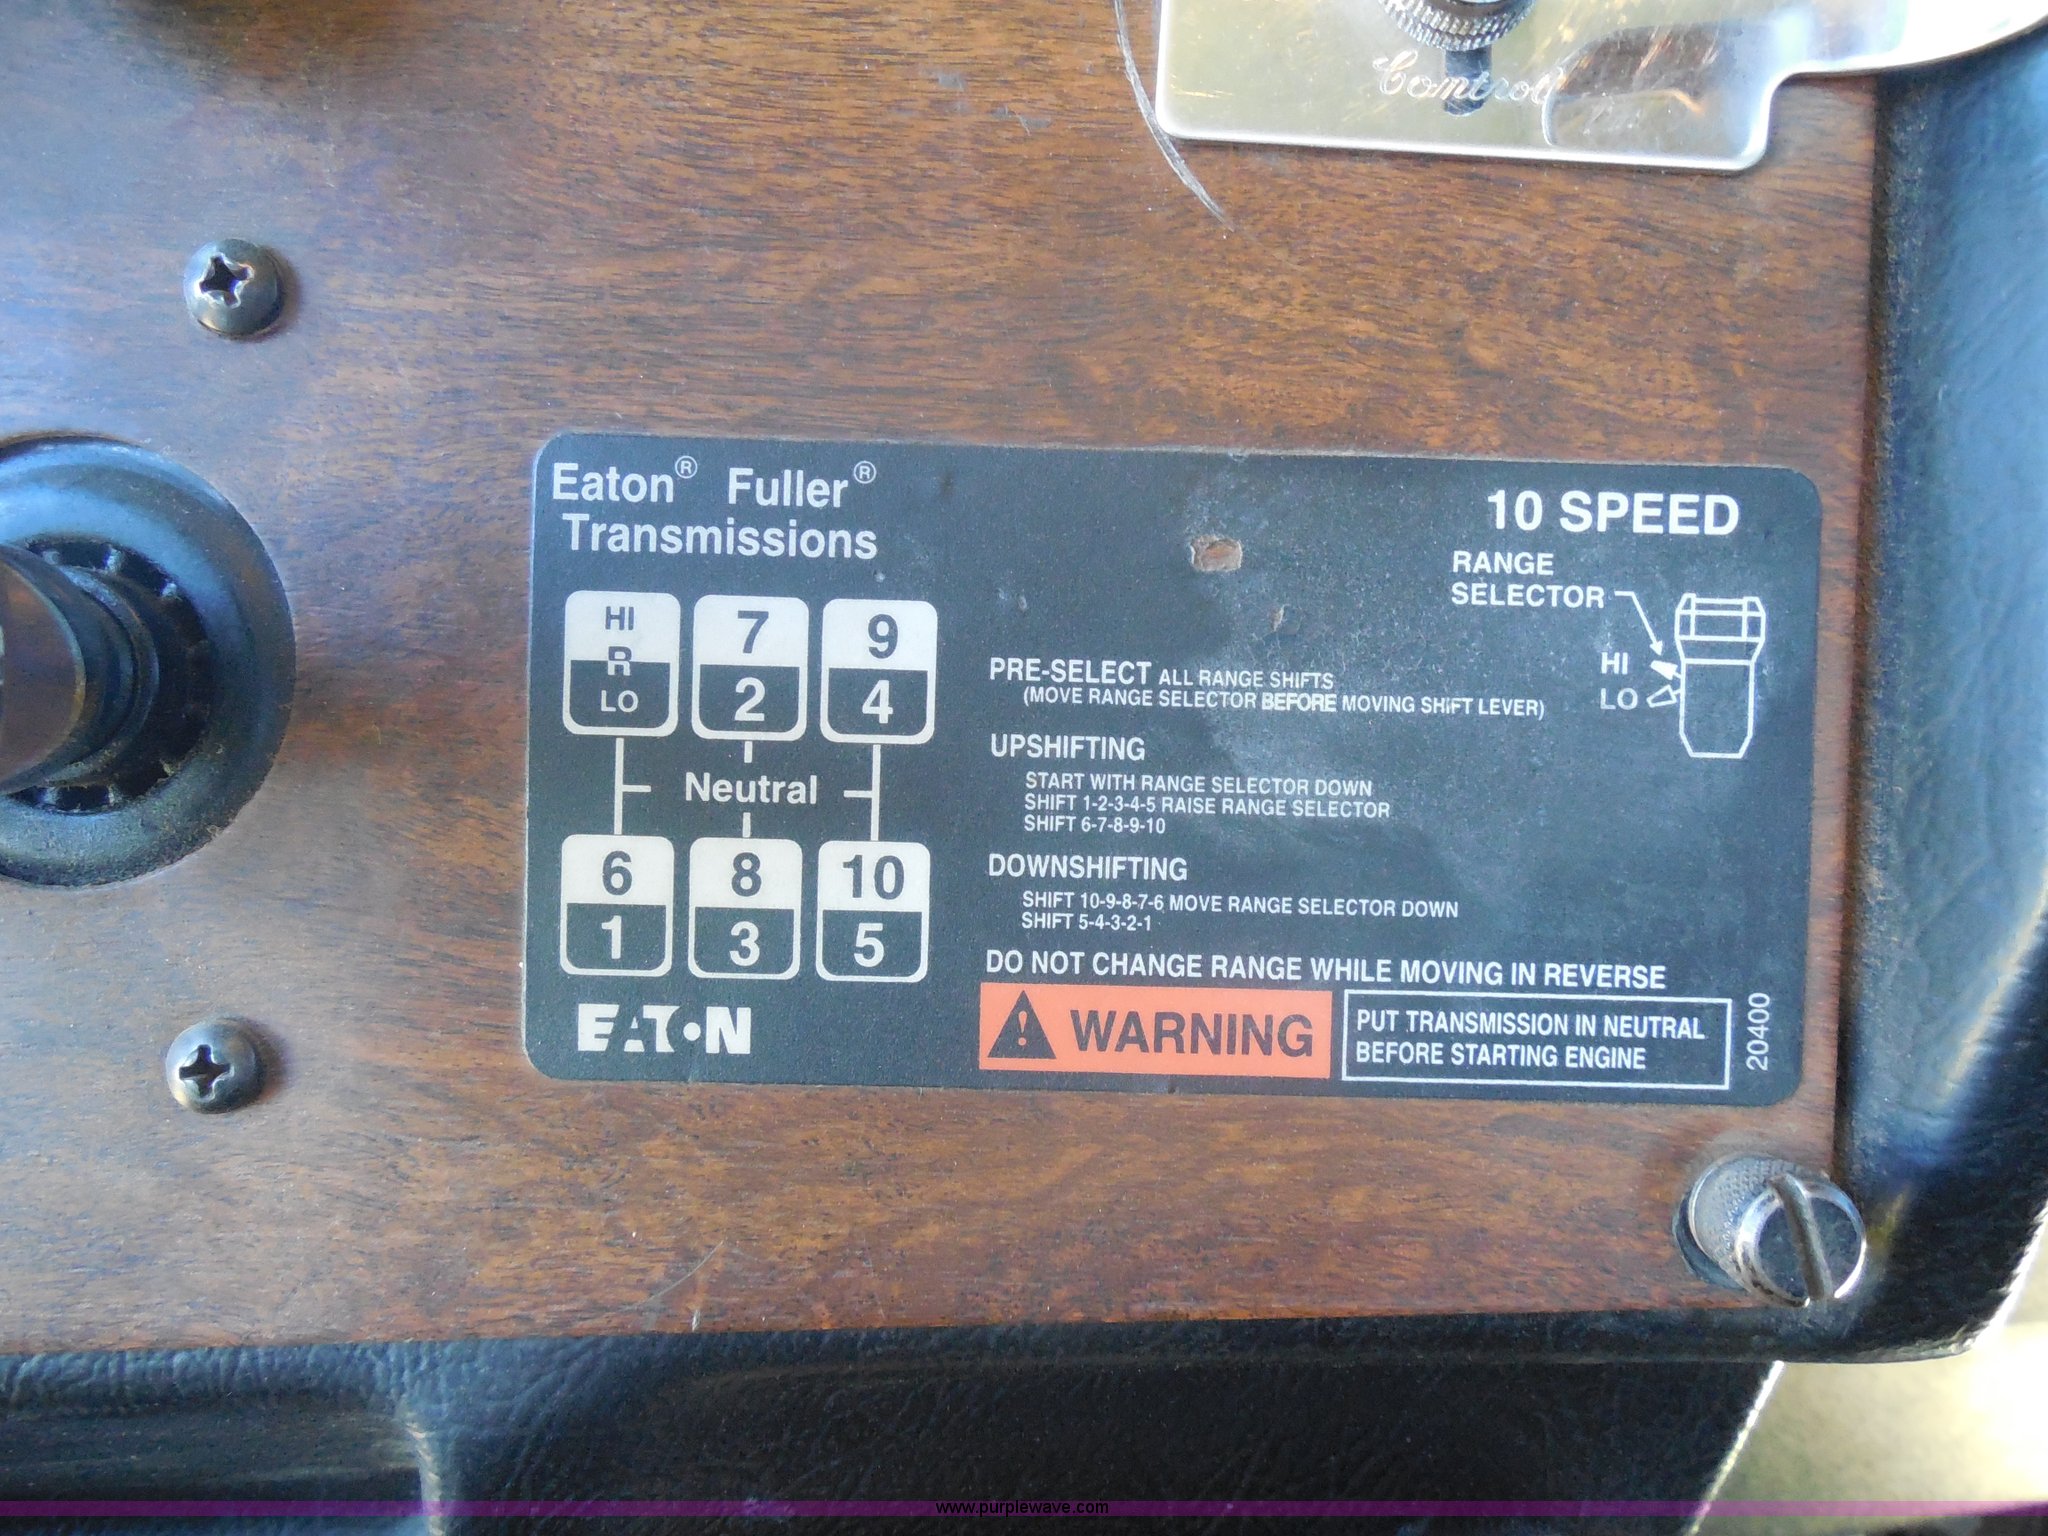 Control
Eaton® Fuller®
Transmissions
10 SPEED
RANGE
SELECTOR
HI
LO
HI
R
LO
7
2
9
4
Neutral
6
1
8
3
10
5
EATON
PRE-SELECT ALL RANGE SHIFTS
(MOVE RANGE SELECTOR BEFORE MOVING SHIFT LEVER)
UPSHIFTING
START WITH RANGE SELECTOR DOWN
SHIFT 1-2-3-4-5 RAISE RANGE SELECTOR
SHIFT 6-7-8-9-10
DOWNSHIFTING
SHIFT 10-9-8-7-6 MOVE RANGE SELECTOR DOWN
SHIFT 5-4-3-2-1
DO NOT CHANGE RANGE WHILE MOVING IN REVERSE
WARNING
PUT TRANSMISSION IN NEUTRAL
BEFORE STARTING ENGINE
20400
www.purplewave.com